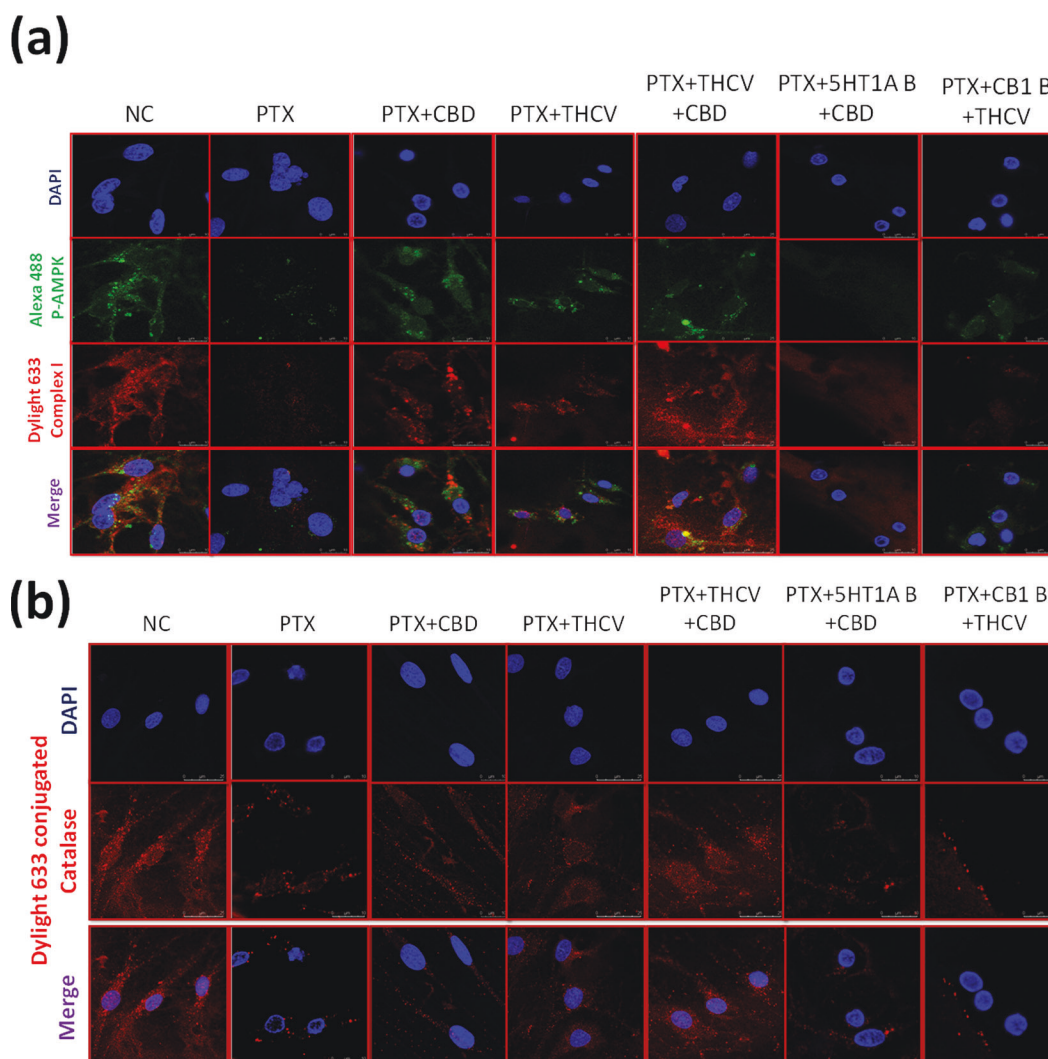 (a)
NC
PTX
PTX+CBD
PTX+THCV
PTX+THCV
+CBD
PTX+5HT1A B
+CBD
PTX+CB1 B
+THCV
DAPI
Alexa 488
P-AMPK
Dylight 633
Complex I
Merge
(b)
NC
PTX
PTX+CBD
PTX+THCV
PTX+THCV
+CBD
PTX+5HT1A B
+CBD
PTX+CB1 B
+THCV
DAPI
Dylight 633 conjugated
Catalase
Merge